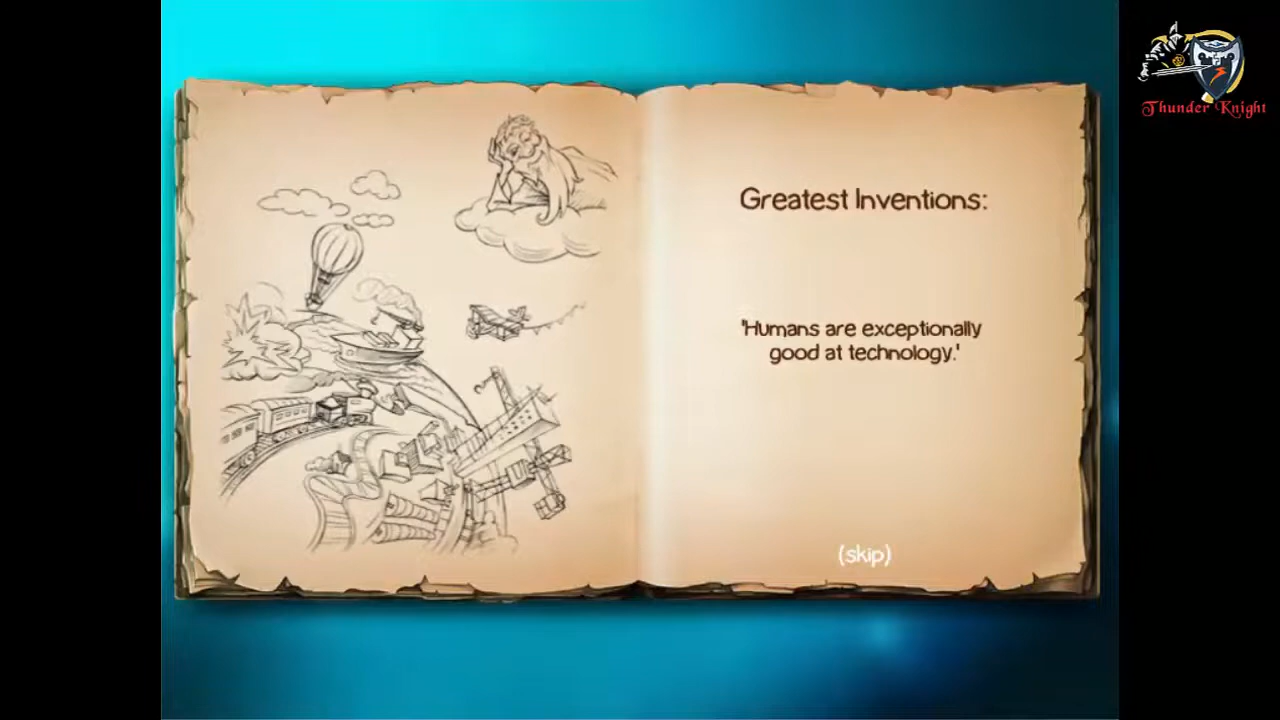 Thunder Knight
Greatest Inventions:
'Humans are exceptionally
good at technology.'
(skip)